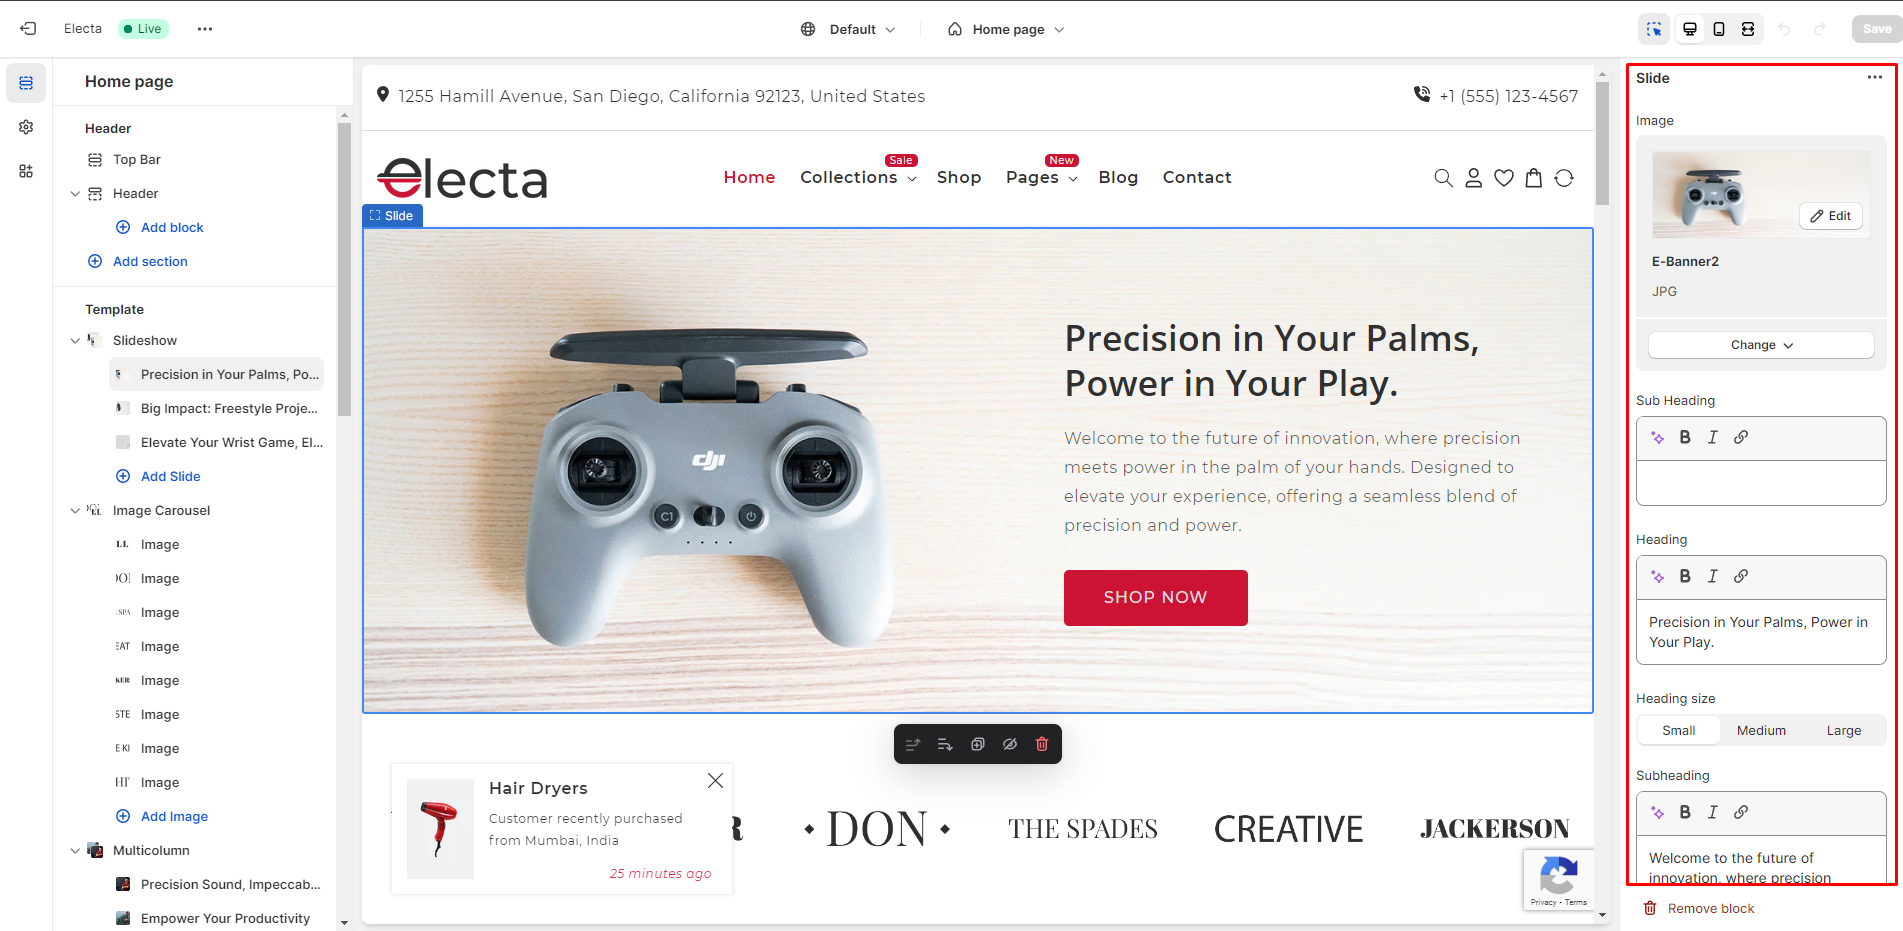 Electa
Live
Default
Home page
Save
Home page
Header
Top Bar
Header
Add block
Add section
Template
Slideshow
Precision in Your Palms, Po...
Big Impact: Freestyle Proje...
Elevate Your Wrist Game, El...
Add Slide
Image Carousel
Image
Image
Image
Image
Image
Image
Image
Image
Add Image
Multicolumn
Precision Sound, Impeccab...
Empower Your Productivity
1255 Hamill Avenue, San Diego, California 92123, United States
+1 (555) 123-4567
electa
Home
Collections
Sale
Shop
Pages
New
Blog
Contact
Slide
dji
C1
Precision in Your Palms,
Power in Your Play.
Welcome to the future of innovation, where precision
meets power in the palm of your hands. Designed to
elevate your experience, offering a seamless blend of
precision and power.
SHOP NOW
Hair Dryers
Customer recently purchased
from Mumbai, India
25 minutes ago
DON
THE SPADES
CREATIVE
JACKERSON
Privacy - Terms
Slide
Image
Edit
E-Banner2
JPG
Change
Sub Heading
B I
Heading
B I
Precision in Your Palms, Power in
Your Play.
Heading size
Small Medium Large
Subheading
B I
Welcome to the future of
innovation, where precision
Remove block